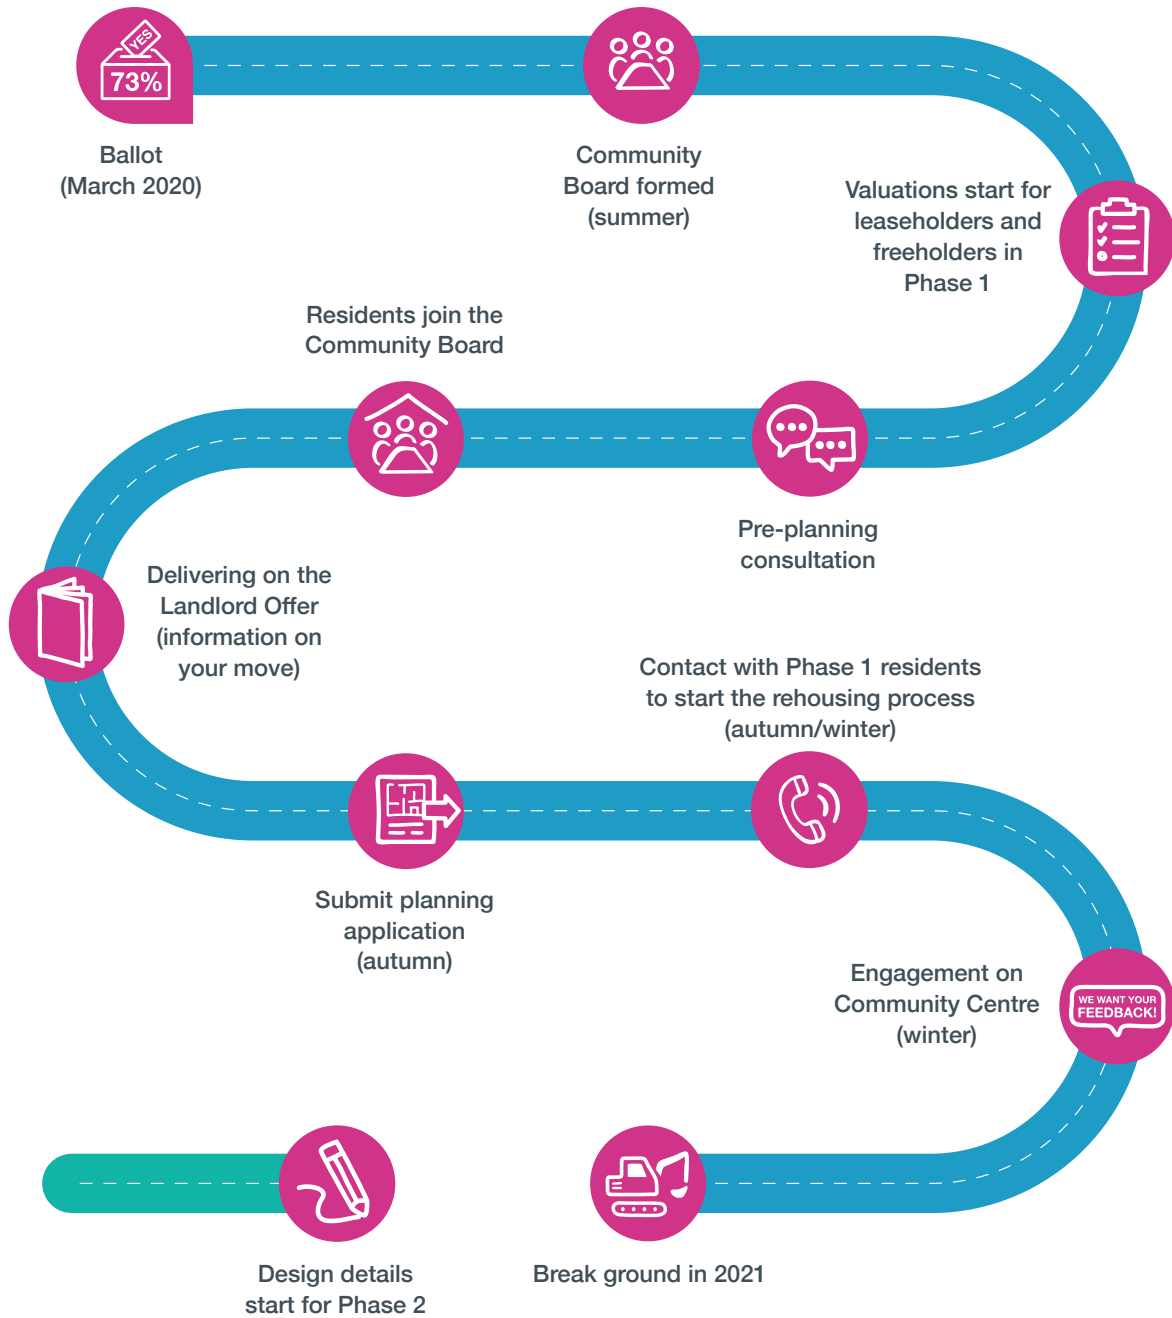 YES
73%
Ballot
(March 2020)
Community
Board formed
(summer)
Valuations start for
leaseholders and
freeholders in
Phase 1
Pre-planning
consultation
Residents join the
Community Board
Delivering on the
Landlord Offer
(information on
your move)
Submit planning
application
(autumn)
Contact with Phase 1 residents
to start the rehousing process
(autumn/winter)
Engagement on
Community Centre
(winter)
WE WANT YOUR
FEEDBACK!
Break ground in 2021
Design details
start for Phase 2